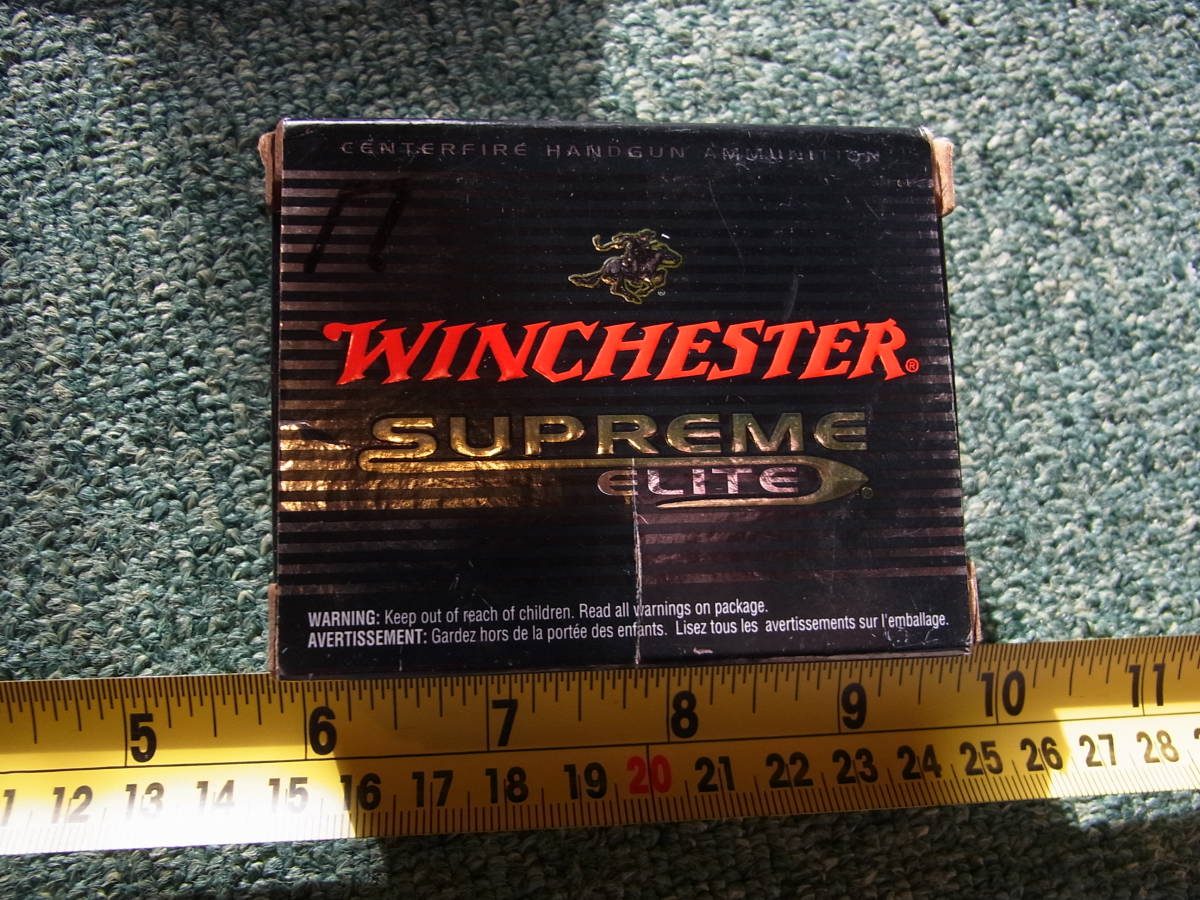 CENTERFIRE HANDGUN AMMUNITION
WINCHESTER®
SUPREME
ELITE
WARNING: Keep out of reach of children. Read all warnings on package.
AVERTISSEMENT: Gardez hors de la portée des enfants. Lisez tous les avertissements sur l'emballage.
5 6 7 8 9 10 11
12 13 14 15 16 17 18 19 20 21 22 23 24 25 26 27 28